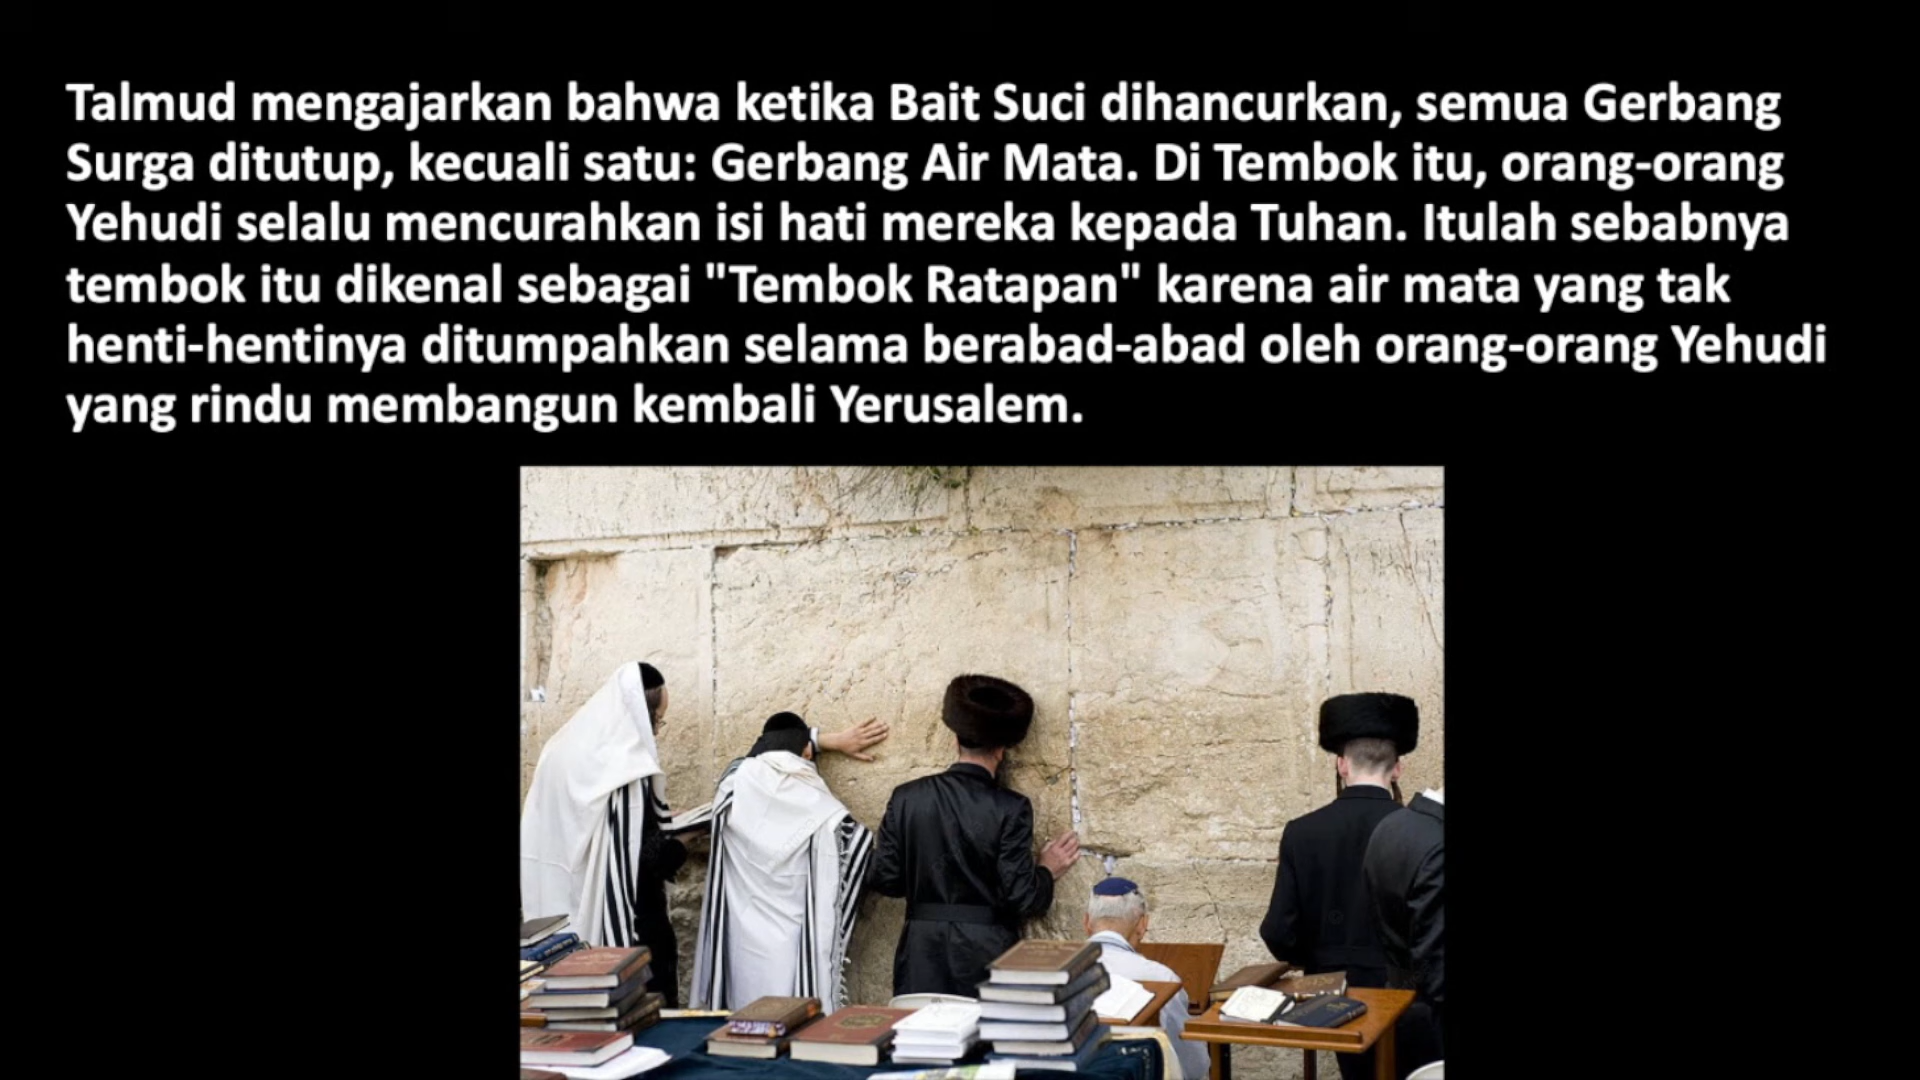 Talmud mengajarkan bahwa ketika Bait Suci dihancurkan, semua Gerbang
Surga ditutup, kecuali satu: Gerbang Air Mata. Di Tembok itu, orang-orang
Yehudi selalu mencurahkan isi hati mereka kepada Tuhan. Itulah sebabnya
tembok itu dikenal sebagai "Tembok Ratapan" karena air mata yang tak
henti-hentinya ditumpahkan selama berabad-abad oleh orang-orang Yehudi
yang rindu membangun kembali Yerusalem.